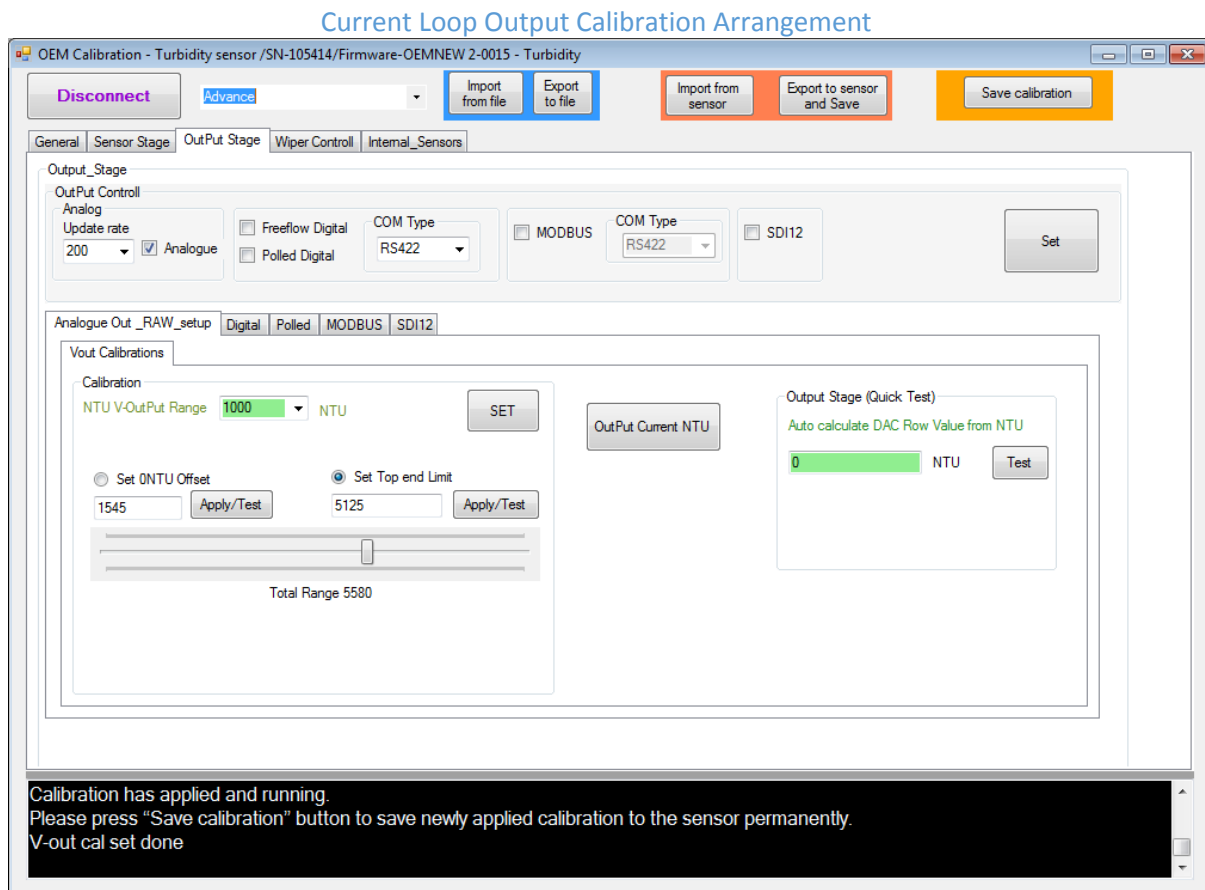 Current Loop Output Calibration Arrangement
OEM Calibration - Turbidity sensor /SN-105414/Firmware-OEMNEW 2-0015 - Turbidity
Disconnect
Advance
Import
from file
Export
to file
Import from
sensor
Export to sensor
and Save
Save calibration
General
Sensor Stage
OutPut Stage
Wiper Controll
Internal_Sensors
Output_Stage
OutPut Controll
Analog
Update rate
200
Analogue
Freeflow Digital
Polled Digital
COM Type
RS422
MODBUS
COM Type
RS422
SDI12
Set
Analogue Out _RAW_setup
Digital
Polled
MODBUS
SDI12
Vout Calibrations
Calibration
NTU V-OutPut Range
1000
NTU
SET
Set 0NTU Offset
1545
Apply/Test
Set Top end Limit
5125
Apply/Test
Total Range 5580
OutPut Current NTU
Output Stage (Quick Test)
Auto calculate DAC Row Value from NTU
0
NTU
Test
Calibration has applied and running.
Please press “Save calibration” button to save newly applied calibration to the sensor permanently.
V-out cal set done